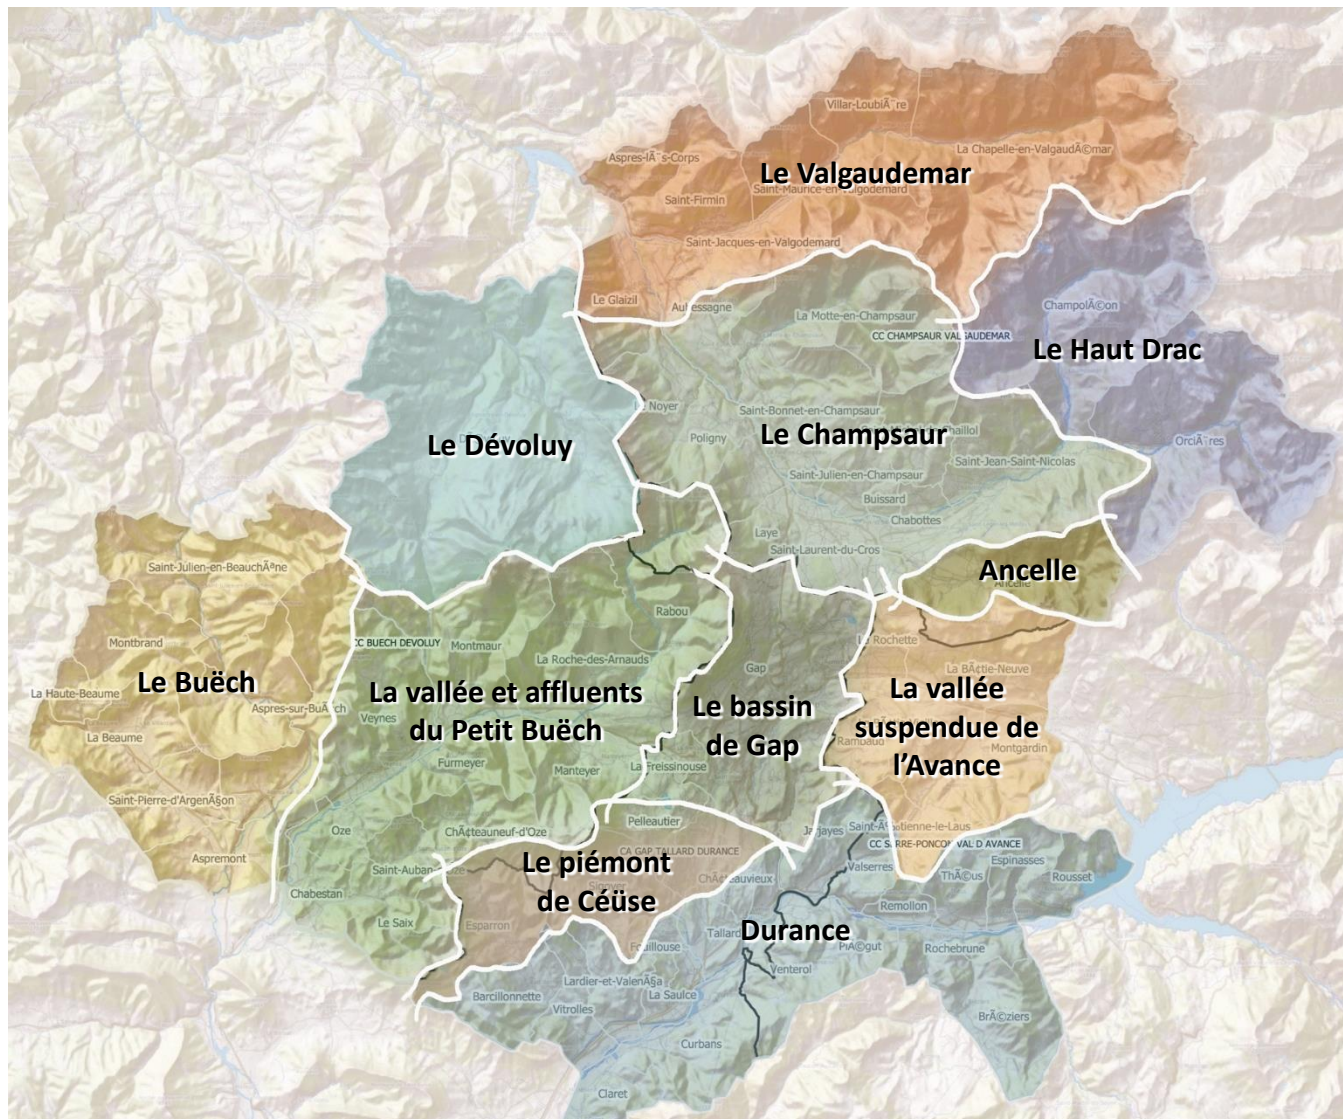 Villar-LoubiÃ¨re
La Chapelle-en-ValgaudÃ©mar
Aspres-lÃ¨s-Corps
Le Valgaudemar
Saint-Maurice-en-Valgodemard
Saint-Firmin
Saint-Jacques-en-Valgodemard
Le Glaizil
Aubessagne
ChampolÃ©on
La Motte-en-Champsaur
CC CHAMPSAUR VALGAUDEMAR
Le Haut Drac
Le Noyer
Saint-Bonnet-en-Champsaur
Le Champsaur
Poligny
Le Dévoluy
OrciÃ¨res
Saint-Jean-Saint-Nicolas
Saint-Julien-en-Champsaur
Buissard
Chabottes
Laye
Saint-Laurent-du-Cros
Ancelle
Ancelle
Saint-Julien-en-BeauchÃªne
Rabou
Montbrand
CC BUECH DEVOLUY
Montmaur
La Rochette
La Roche-des-Arnauds
Gap
La BÃ¢tie-Neuve
Le Buëch
La Haute-Beaume
La vallée et affluents
du Petit Buëch
La vallée
suspendue de
l'Avance
Le bassin
de Gap
Aspres-sur-BuÃ«ch
Veynes
La Beaume
Rambaud
Montgardin
Furmeyer
Manteyer
La Freissinouse
Saint-Pierre-d'ArgenÃ§on
Pelleautier
Oze
ChÃ¢teauneuf-d'Oze
Jarjayes
CC SERRE-PONCON VAL D AVANCE
CA GAP TALLARD DURANCE
Aspremont
Saint-Auban
Le piémont
de Céüse
Sigoyer
ChÃ¢teauvieux
Valserres
ThÃ©us
Espinasses
Rousset
Chabestan
Remollon
Le Saix
Esparron
Durance
Tallard
Fouillouse
PiÃ©gut
Rochebrune
Venterol
Lardier-et-ValenÃ§a
Barcillonnette
La Saulce
Vitrolles
BrÃ©ziers
Curbans
Claret